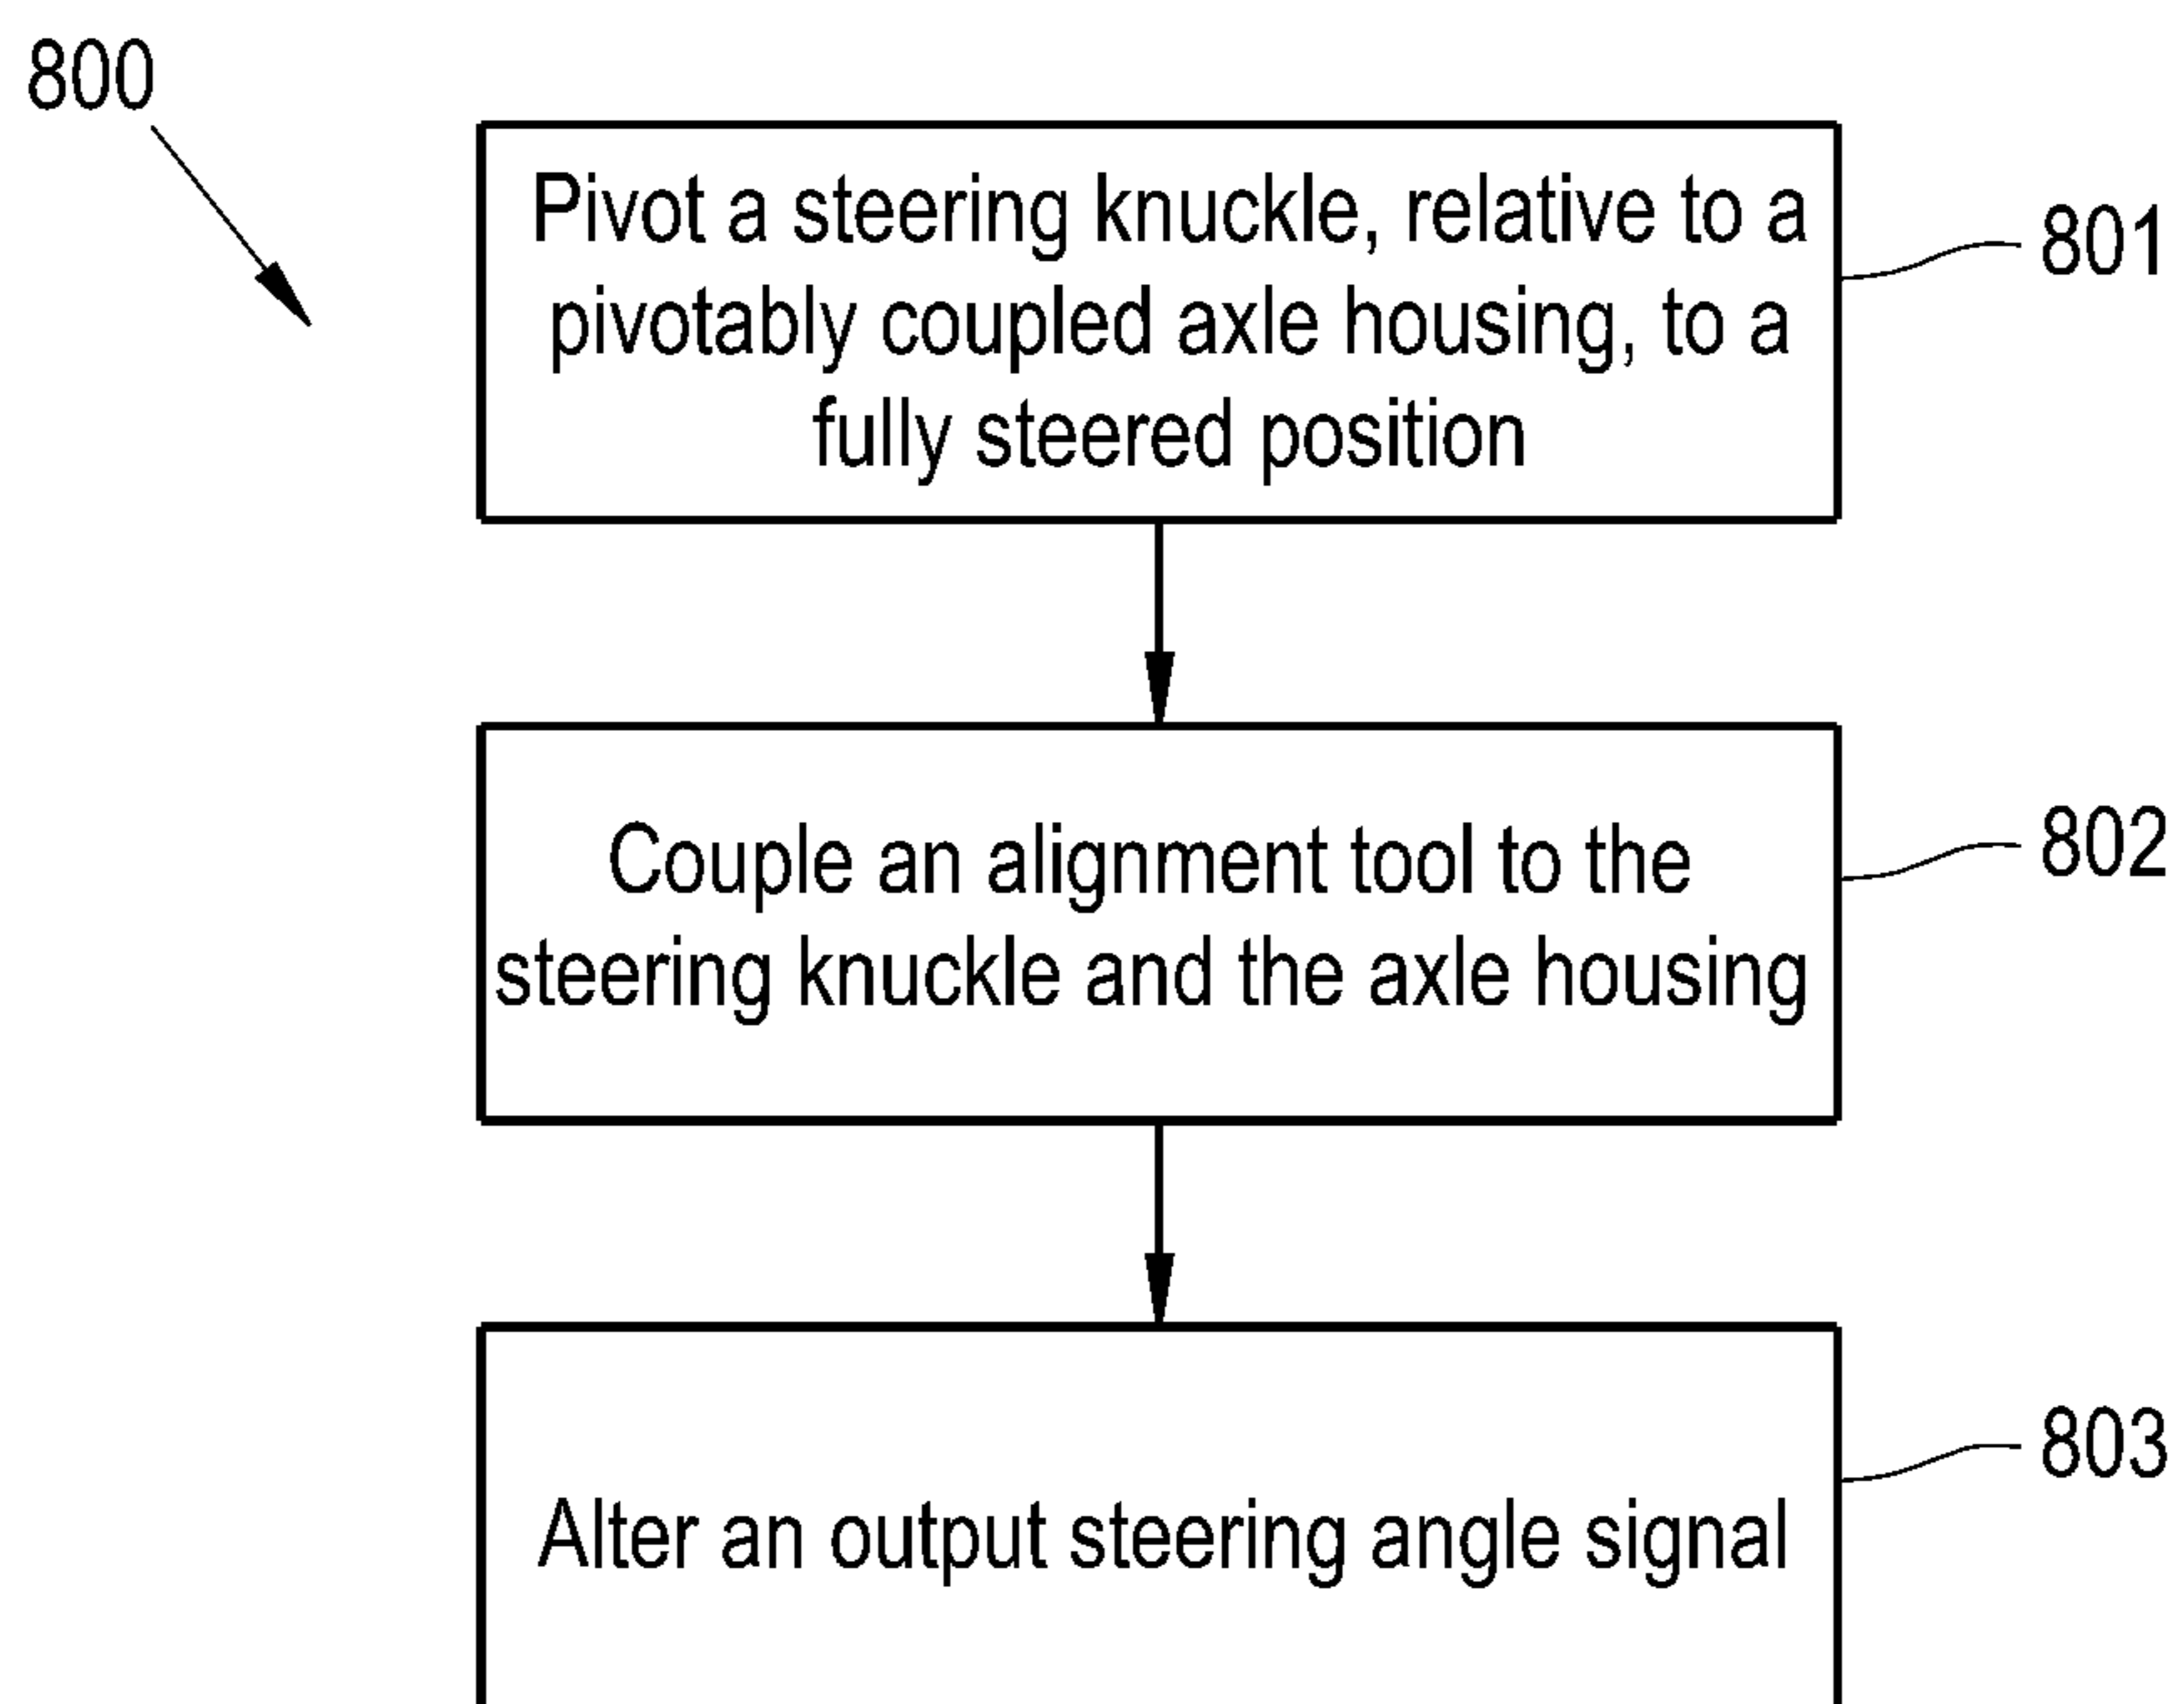 800
Pivot a steering knuckle, relative to a
pivotably coupled axle housing, to a
fully steered position
801
Couple an alignment tool to the
steering knuckle and the axle housing
802
Alter an output steering angle signal
803